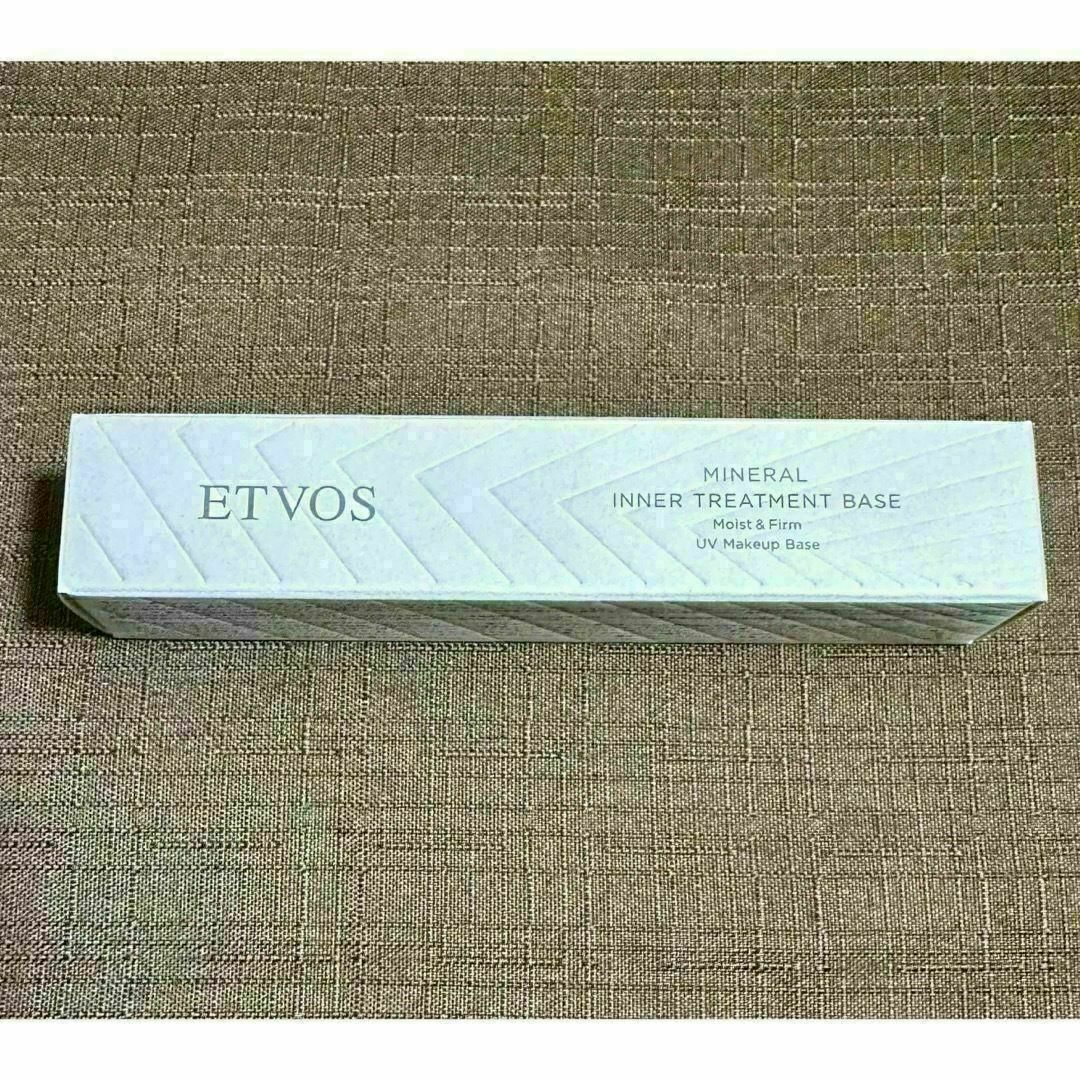 ETVOS
MINERAL
INNER TREATMENT BASE
Moist & Firm
UV Makeup Base